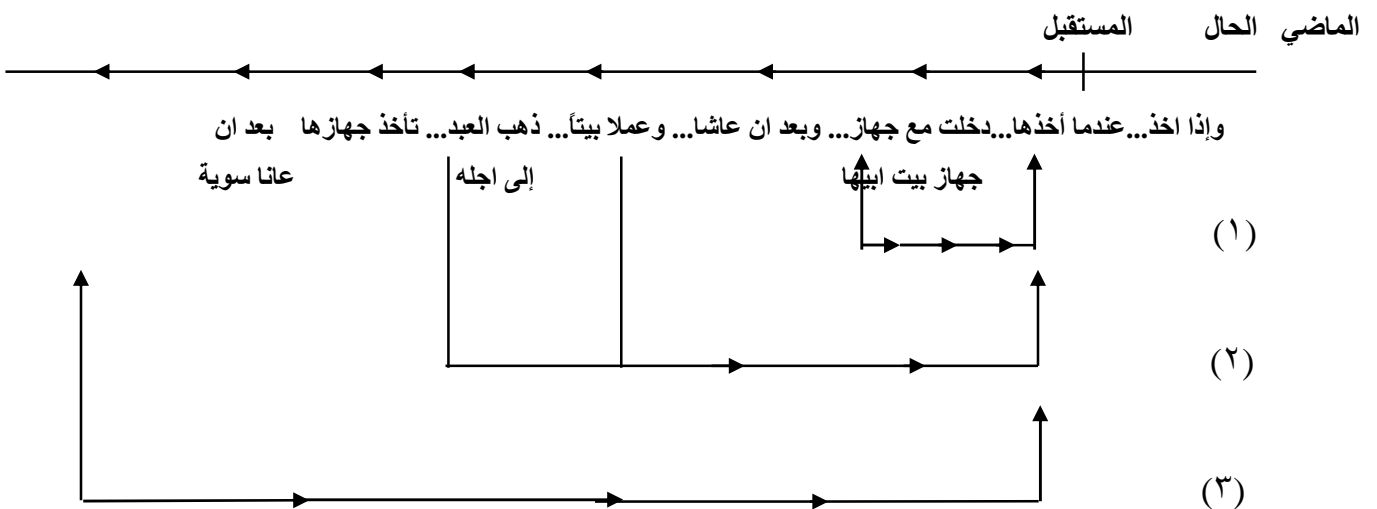 الماضي الحال المستقبل
وإذا اخذ...عندما أخذها...دخلت مع جهاز... وبعد ان عاشا... وعملا بيتاً... ذهب العبد... تأخذ جهازها بعد ان
جهاز بيت ابيها إلى اجله عانا سوية
(١)
(٢)
(٣)